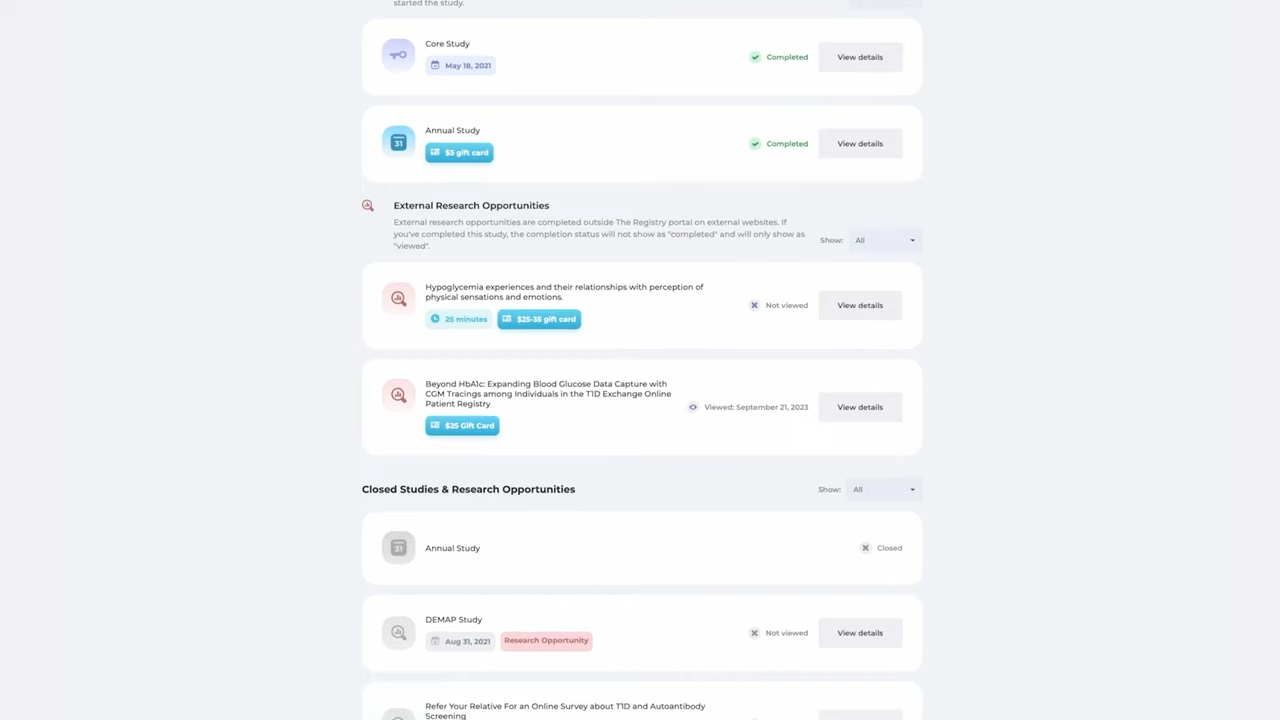 started the study.
Core Study
May 18, 2021
Completed
View details
Annual Study
31
$5 gift card
Completed
View details
External Research Opportunities
External research opportunities are completed outside The Registry portal on external websites. If
you've completed this study, the completion status will not show as "completed" and will only show as
"viewed".
Show:
All
Hypoglycemia experiences and their relationships with perception of
physical sensations and emotions.
25 minutes
$25-35 gift card
Not viewed
View details
Beyond HbA1c: Expanding Blood Glucose Data Capture with
CGM Tracings among Individuals in the T1D Exchange Online
Patient Registry
$25 Gift Card
Viewed: September 21, 2023
View details
Closed Studies & Research Opportunities
Show:
All
31
Annual Study
Closed
DEMAP Study
Aug 31, 2021
Research Opportunity
Not viewed
View details
Refer Your Relative For an Online Survey about T1D and Autoantibody
Screening